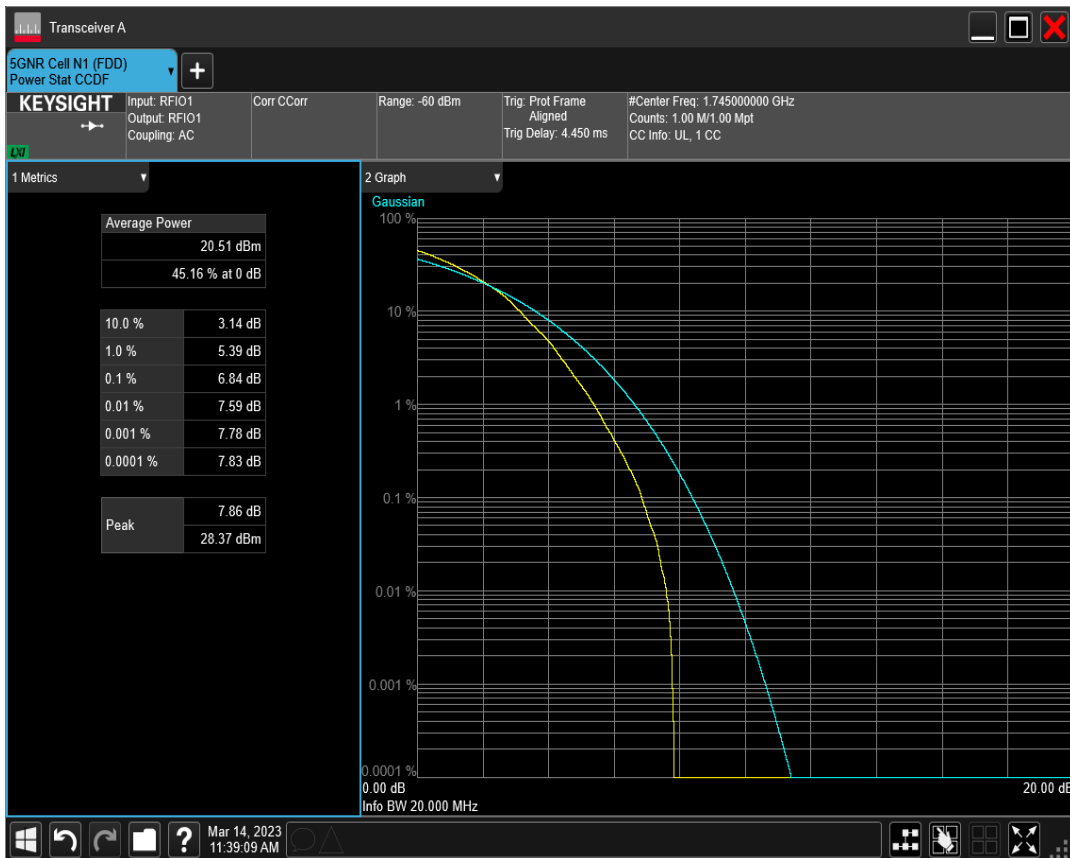 Transceiver A
5GNR Cell N1 (FDD)
Power Stat CCDF
KEYSIGHT
LXI
Input: RFIO1
Output: RFIO1
Coupling: AC
Corr CCorr
Range: -60 dBm
Trig: Prot Frame
Aligned
Trig Delay: 4.450 ms
#Center Freq: 1.745000000 GHz
Counts: 1.00 M/1.00 Mpt
CC Info: UL, 1 CC
1 Metrics
Average Power
20.51 dBm
45.16 % at 0 dB
10.0 % 3.14 dB
1.0 % 5.39 dB
0.1 % 6.84 dB
0.01 % 7.59 dB
0.001 % 7.78 dB
0.0001 % 7.83 dB
Peak
7.86 dB
28.37 dBm
2 Graph
Gaussian
100 %
10 %
1 %
0.1 %
0.01 %
0.001 %
0.0001 %
0.00 dB 20.00 dB
Info BW 20.000 MHz
?
Mar 14, 2023
11:39:09 AM